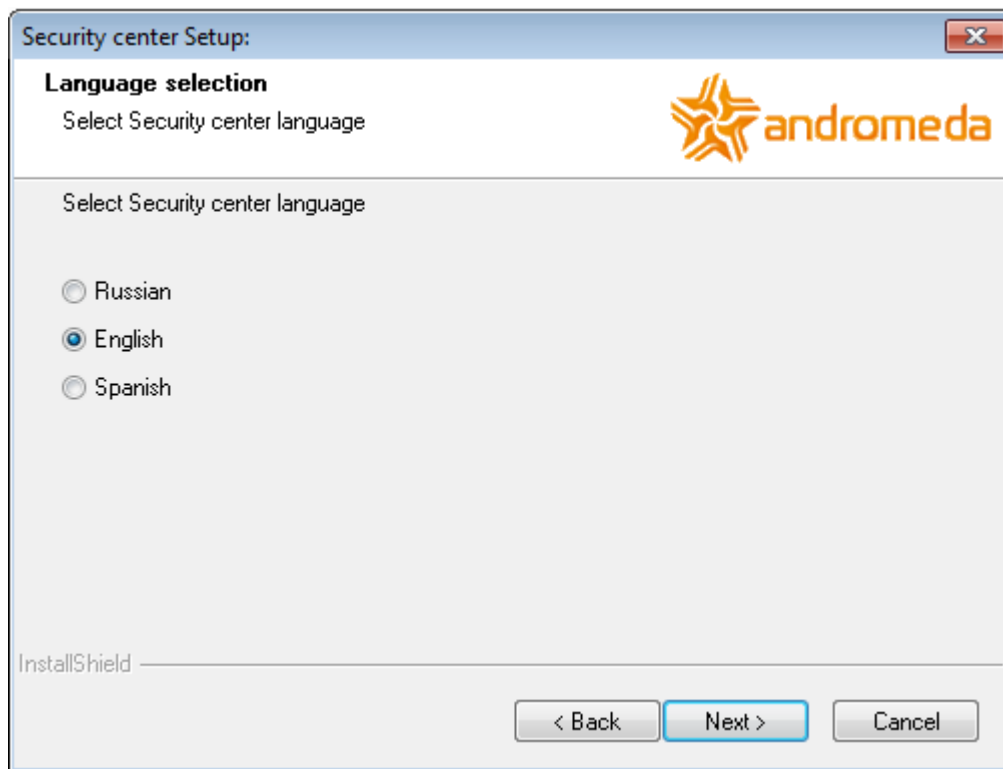 Security center Setup:
Language selection
Select Security center language
andromeda
Select Security center language
Russian
English
Spanish
InstallShield
< Back
Next >
Cancel